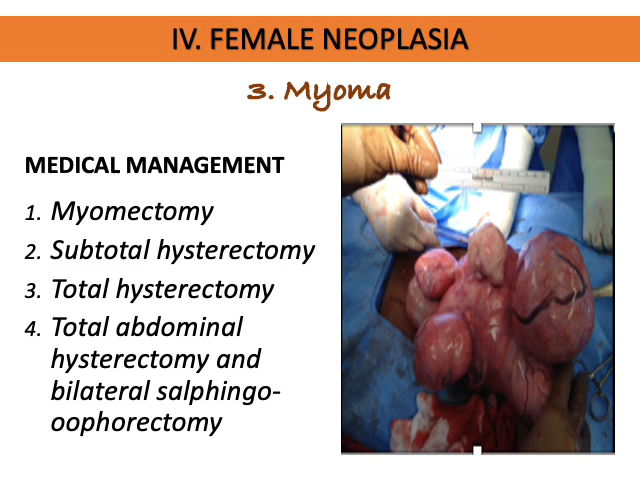 IV. FEMALE NEOPLASIA
3. Myoma
MEDICAL MANAGEMENT
1. Myomectomy
2. Subtotal hysterectomy
3. Total hysterectomy
4. Total abdominal
hysterectomy and
bilateral salphingo-
oophorectomy